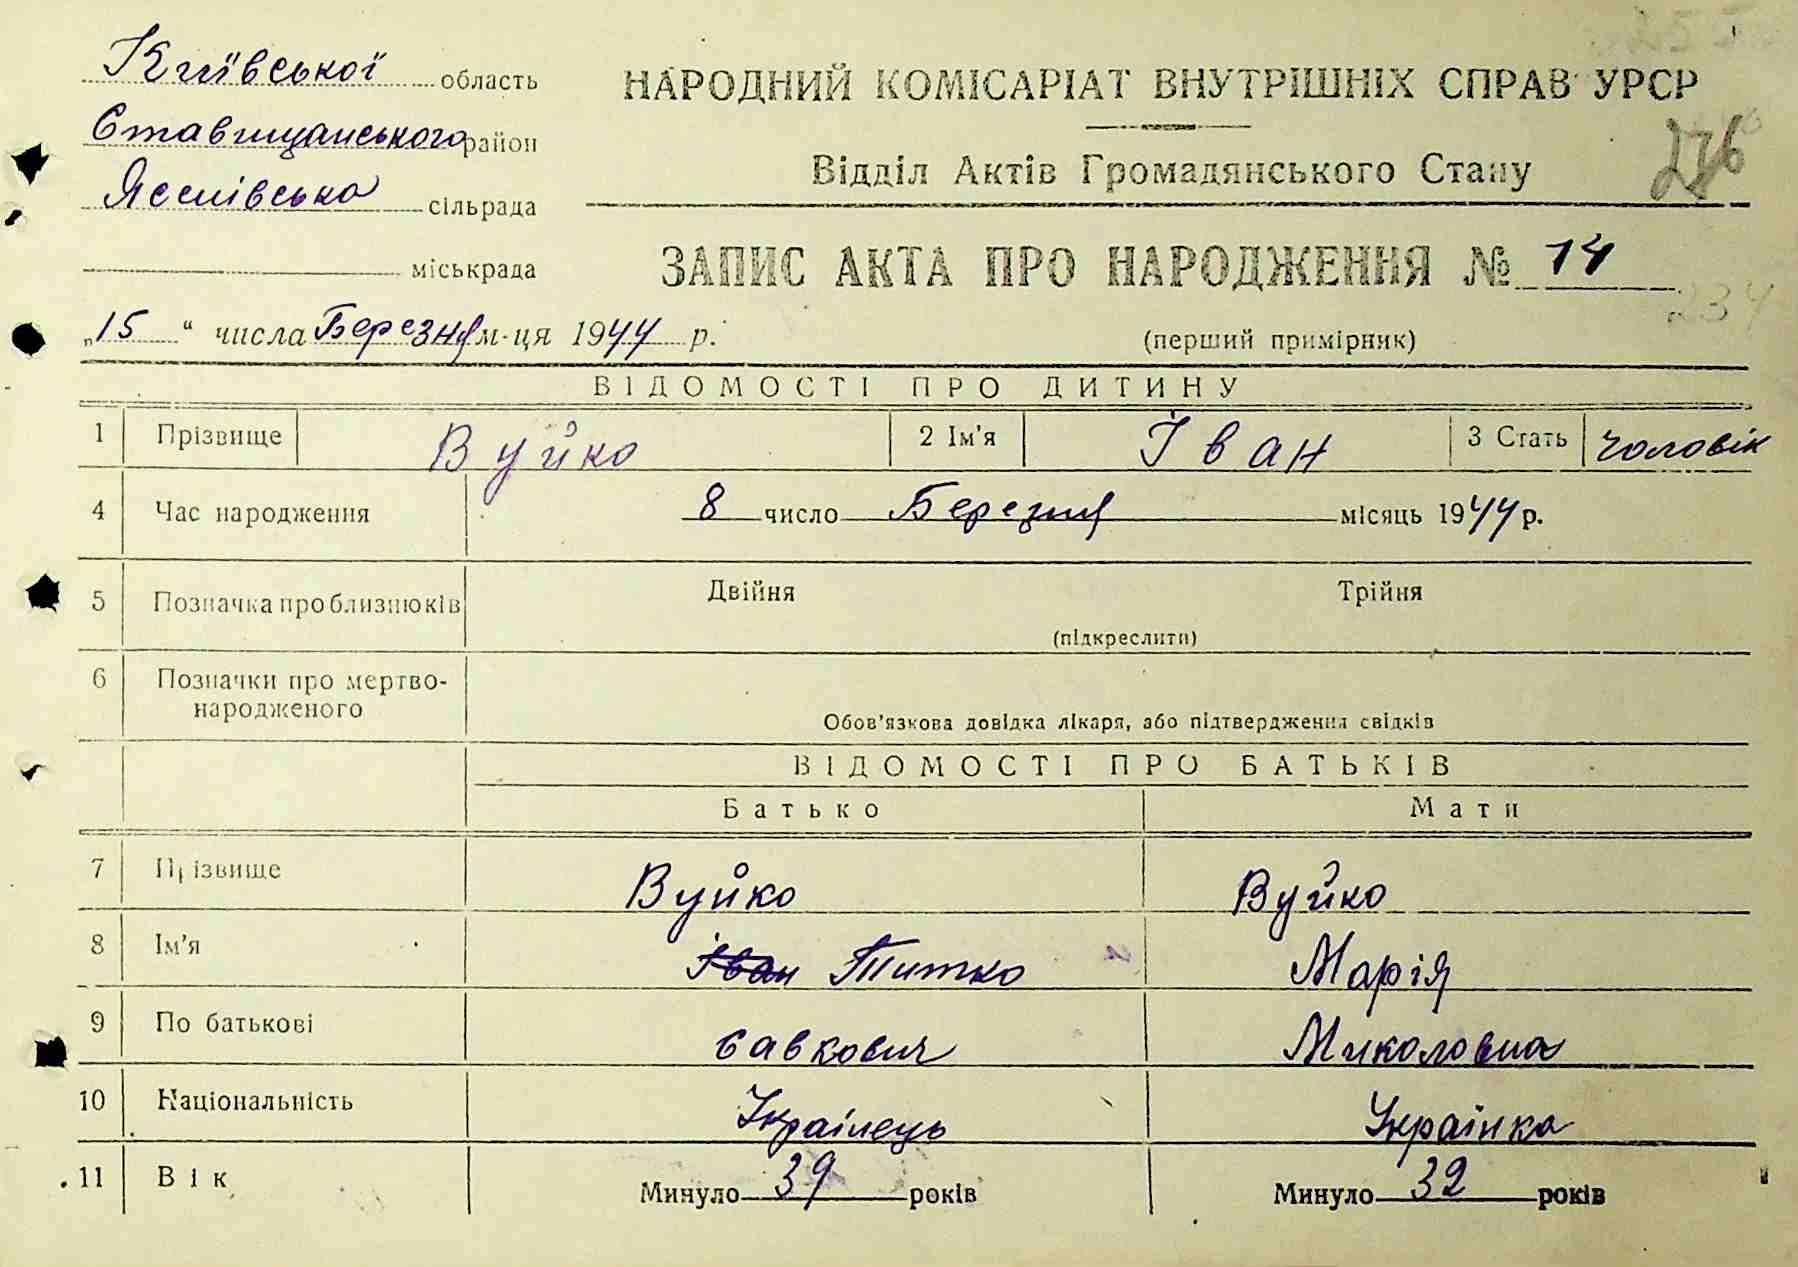 Київської область
Ставищанського район
сільрада
міськрада
„15“ числа Березня м-ця 1944 р.
НАРОДНИЙ КОМІСАРІАТ ВНУТРІШНІХ СПРАВ УРСР
276
Відділ Актів Громадянського Стану
ЗАПИС АКТА ПРО НАРОДЖЕННЯ № 14
234
(перший примірник)
ВІДОМОСТІ ПРО ДИТИНУ
1 Прізвище Вуйко 2 Ім'я Іван 3 Стать чоловік
4 Час народження 8 число Березня місяць 1944 р.
5 Позначка про близнюків Двійня Трійня
(підкреслити)
6 Позначки про мертво-
народженого
Обов'язкова довідка лікаря, або підтвердження свідків
ВІДОМОСТІ ПРО БАТЬКІВ
Батько Мати
7 Прізвище Вуйко Вуйко
8 Ім'я Іван Титко Марія
9 По батькові Савкович Миколовна
10 Національність Українець Українка
11 Вік Минуло 39 років Минуло 32 років